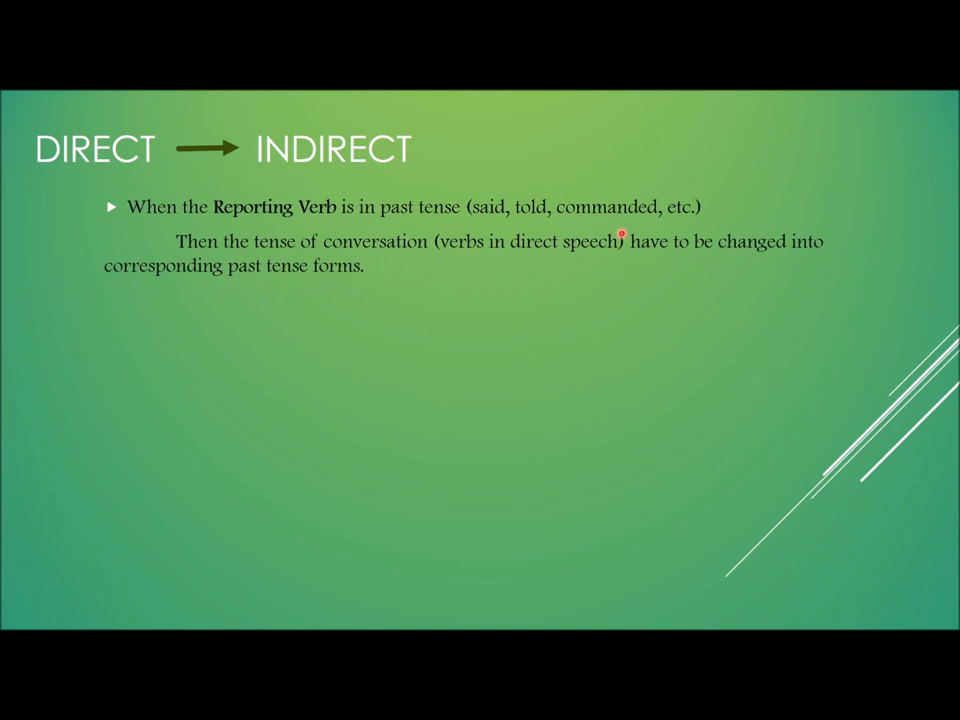 DIRECT INDIRECT
When the Reporting Verb is in past tense (said, told, commanded, etc.)
Then the tense of conversation (verbs in direct speech) have to be changed into
corresponding past tense forms.